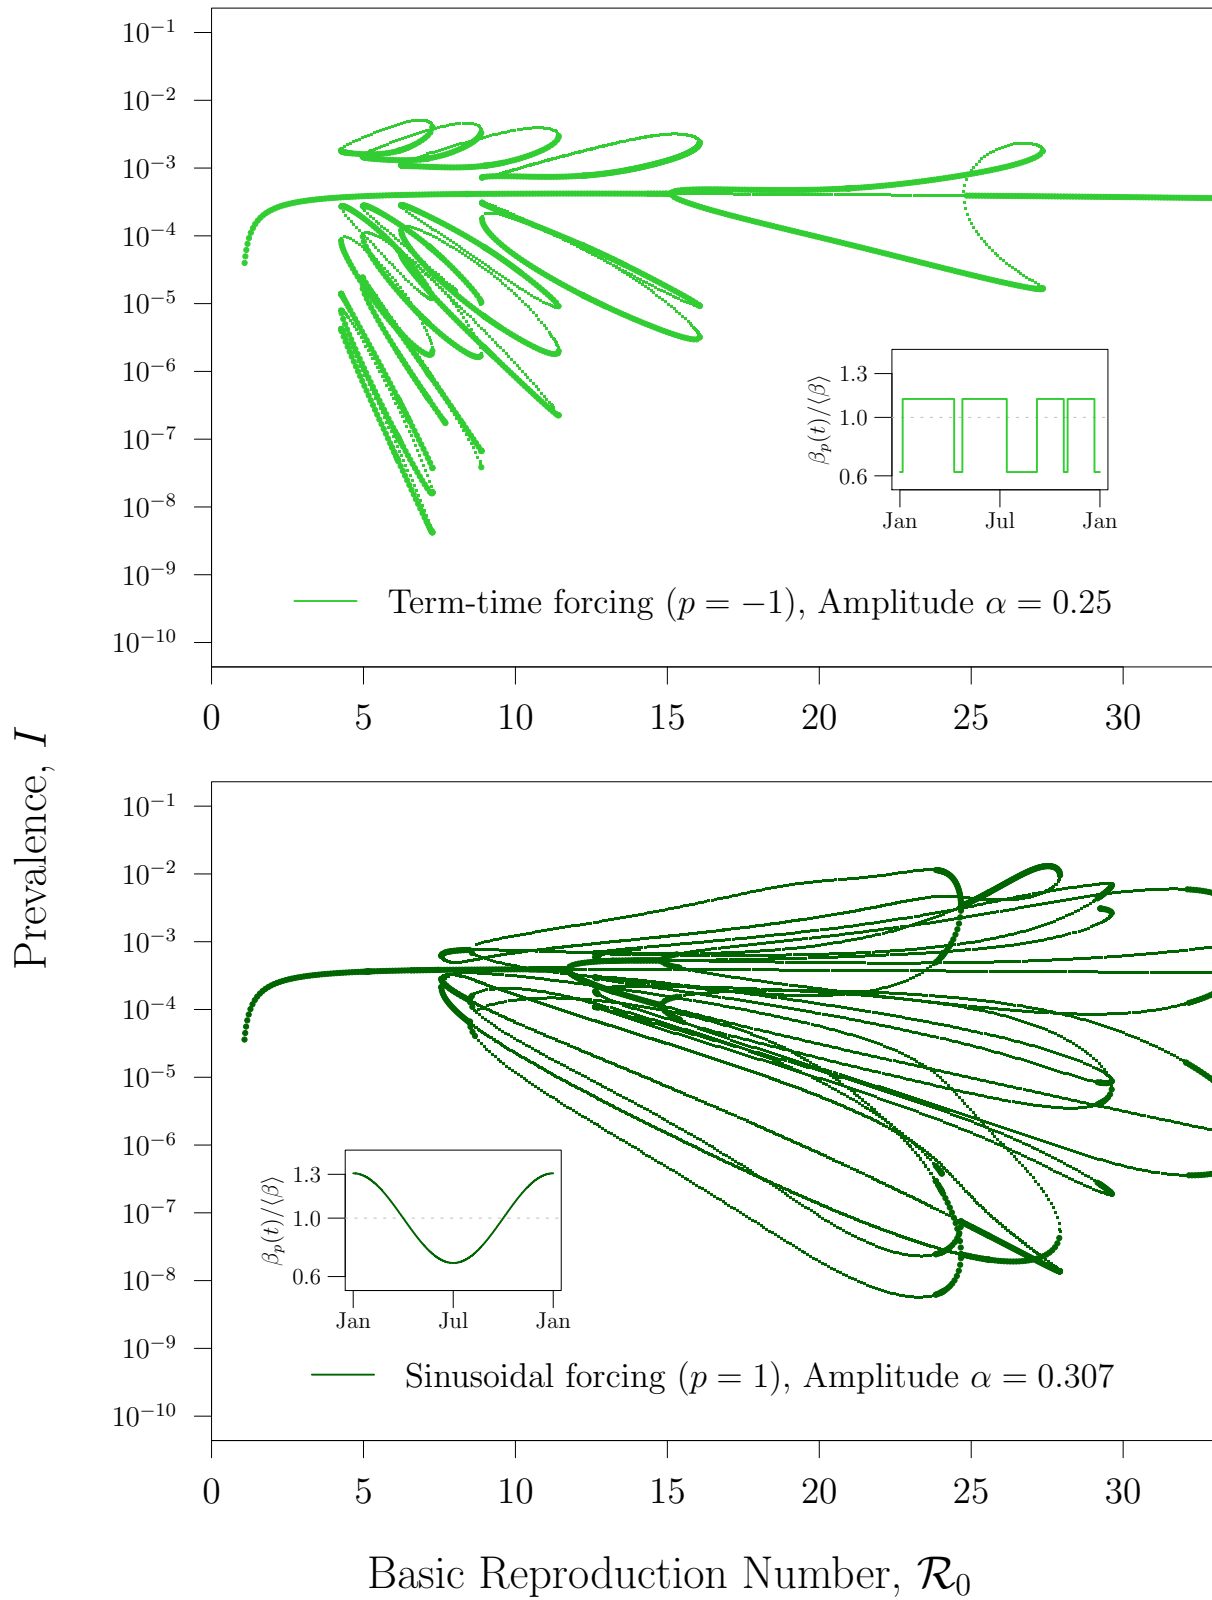 10⁻¹
10⁻²
10⁻³
10⁻⁴
10⁻⁵
10⁻⁶
10⁻⁷
10⁻⁸
10⁻⁹
10⁻¹⁰
βₚ(t)/⟨β⟩
1.3
1.0
0.6
Jan Jul Jan
Term-time forcing (p = −1), Amplitude α = 0.25
0 5 10 15 20 25 30
Prevalence, I
10⁻¹
10⁻²
10⁻³
10⁻⁴
10⁻⁵
10⁻⁶
10⁻⁷
10⁻⁸
10⁻⁹
10⁻¹⁰
βₚ(t)/⟨β⟩
1.3
1.0
0.6
Jan Jul Jan
Sinusoidal forcing (p = 1), Amplitude α = 0.307
0 5 10 15 20 25 30
Basic Reproduction Number, ℛ₀